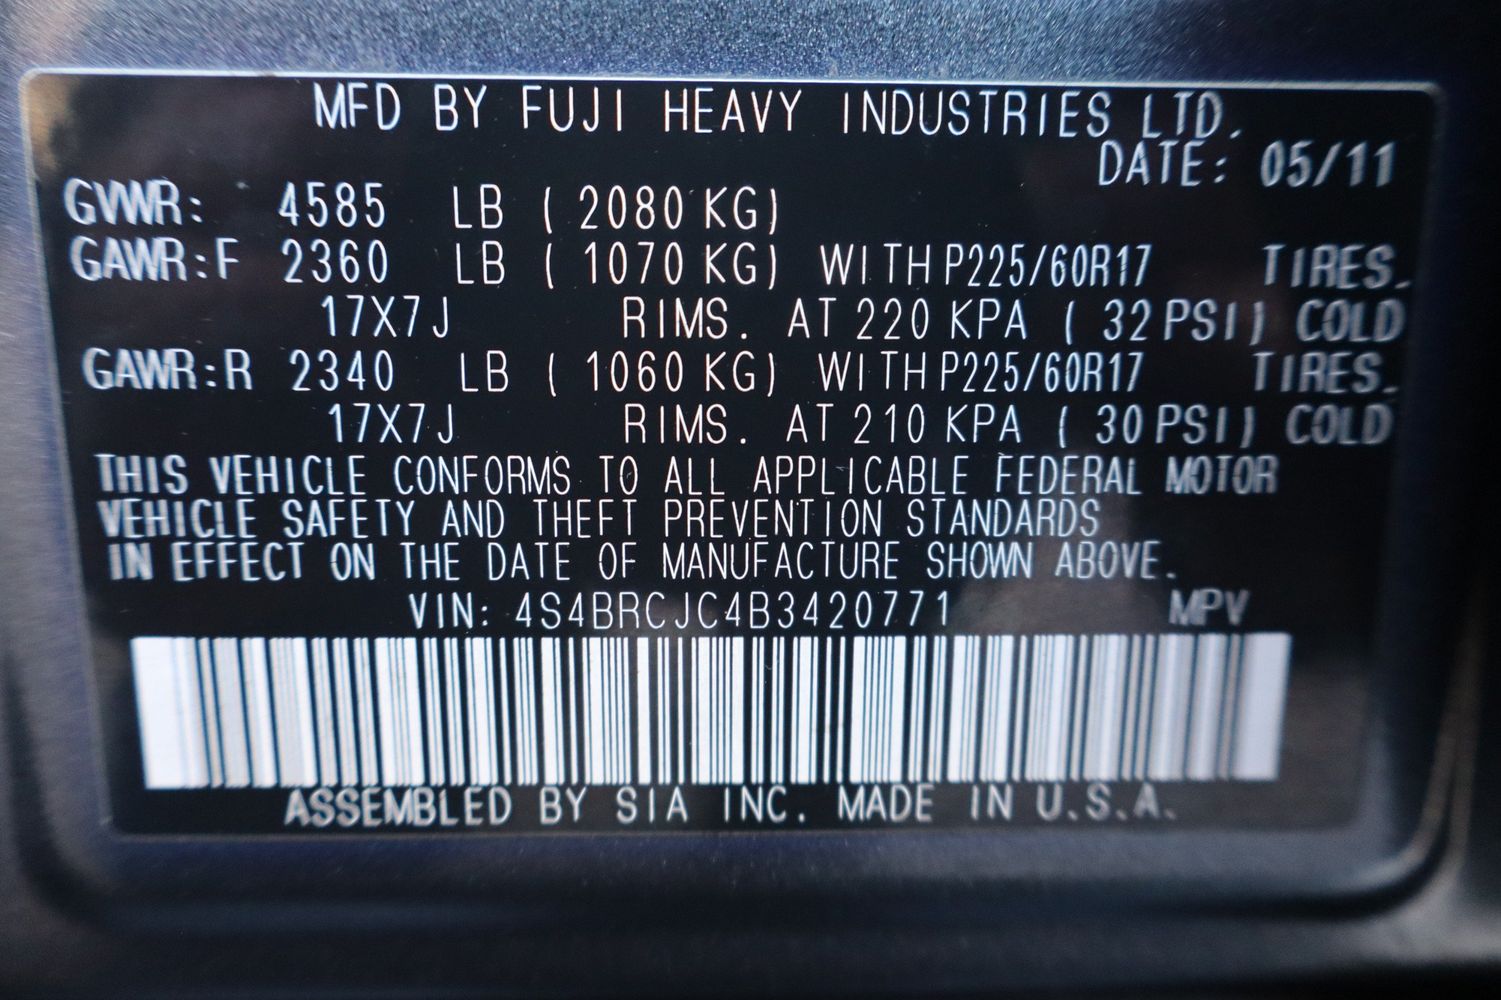 MFD BY FUJI HEAVY INDUSTRIES LTD.
DATE: 05/11
GVWR: 4585 LB ( 2080 KG)
GAWR:F 2360 LB ( 1070 KG) WITH P225/60R17 TIRES.
17X7J RIMS. AT 220 KPA ( 32 PSI) COLD
GAWR:R 2340 LB ( 1060 KG) WITH P225/60R17 TIRES.
17X7J RIMS. AT 210 KPA ( 30 PSI) COLD
THIS VEHICLE CONFORMS TO ALL APPLICABLE FEDERAL MOTOR
VEHICLE SAFETY AND THEFT PREVENTION STANDARDS
IN EFFECT ON THE DATE OF MANUFACTURE SHOWN ABOVE.
VIN: 4S4BRCJC4B3420771 MPV
ASSEMBLED BY SIA INC. MADE IN U.S.A.